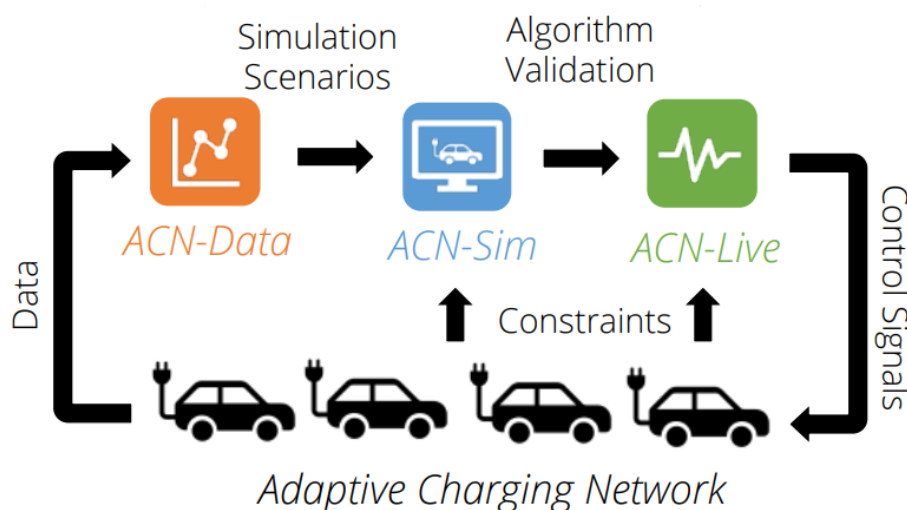 Simulation
Scenarios
Algorithm
Validation
ACN-Data
ACN-Sim
ACN-Live
Data
Constraints
Control Signals
Adaptive Charging Network